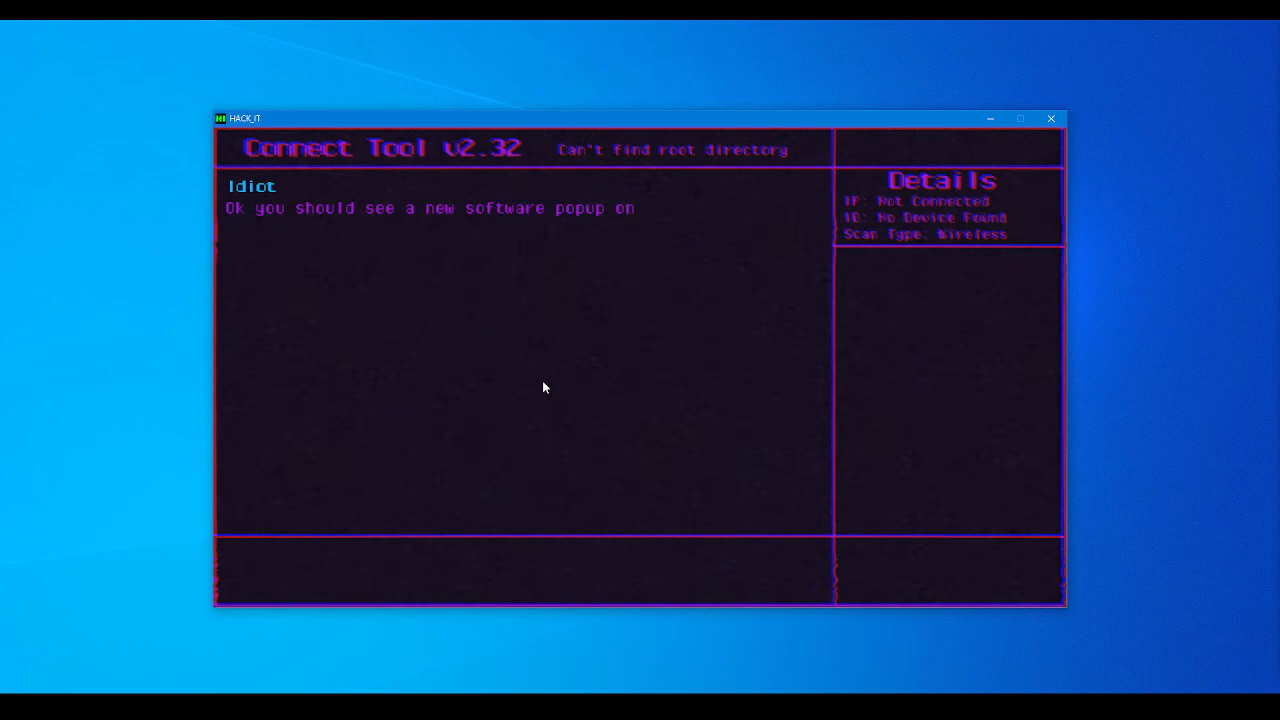 HI HACK_IT
Connect Tool v2.32
Can't find root directory
Idiot
Ok you should see a new software popup on
Details
IP: Not Connected
ID: No Device Found
Scan Type: Wireless